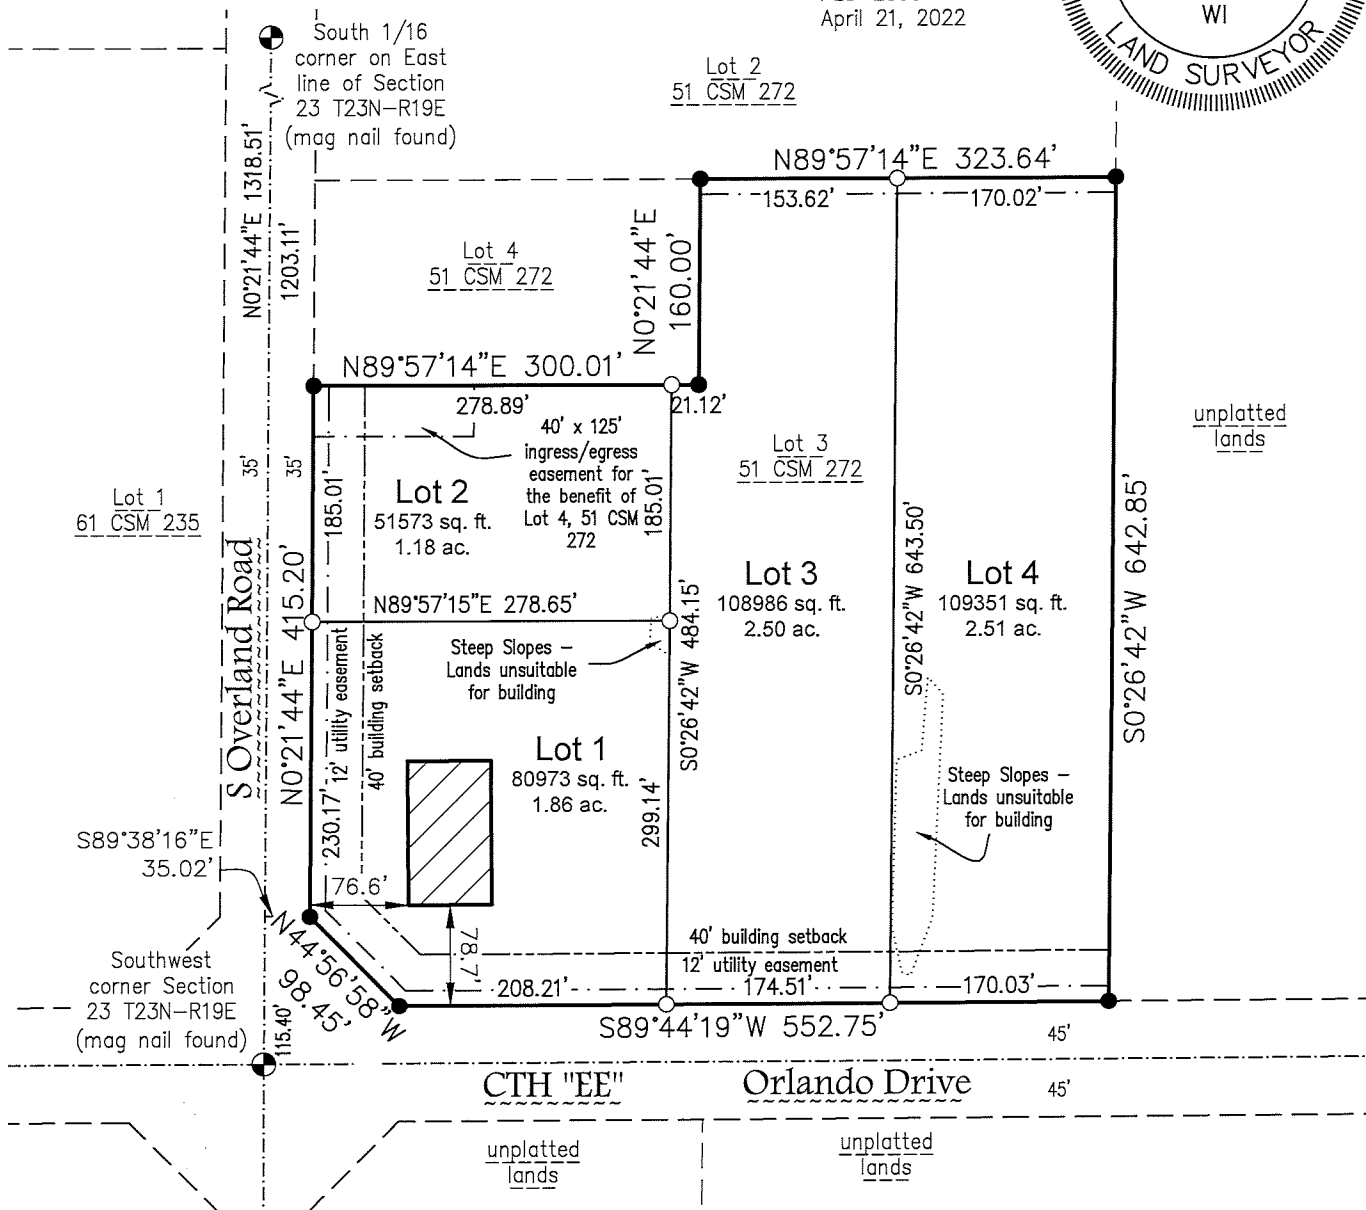 April 21, 2022
WI
LAND SURVEYOR
South 1/16
corner on East
line of Section
23 T23N-R19E
(mag nail found)
Lot 2
51 CSM 272
N89°57'14"E 323.64'
153.62'
170.02'
N0°21'44"E 1318.51'
1203.11'
Lot 4
51 CSM 272
N0°21'44"E
160.00'
N89°57'14"E 300.01'
278.89'
21.12'
40' x 125'
ingress/egress
easement for
the benefit of
Lot 4, 51 CSM
272
Lot 3
51 CSM 272
unplatted
lands
35'
35'
185.01'
185.01'
Lot 2
51573 sq. ft.
1.18 ac.
Lot 1
61 CSM 235
S Overland Road
N0°21'44"E 415.20'
N89°57'15"E 278.65'
S0°26'42"W 484.15'
S0°26'42"W 643.50'
S0°26'42"W 642.85'
Lot 3
108986 sq. ft.
2.50 ac.
Lot 4
109351 sq. ft.
2.51 ac.
12' utility easement
40' building setback
Steep Slopes –
Lands unsuitable
for building
Lot 1
80973 sq. ft.
1.86 ac.
230.17'
299.14'
Steep Slopes –
Lands unsuitable
for building
S89°38'16"E
35.02'
76.6'
78.7'
N44°56'58"W
98.45'
40' building setback
12' utility easement
208.21'
174.51'
170.03'
S89°44'19"W 552.75'
Southwest
corner Section
23 T23N-R19E
(mag nail found)
115.40'
45'
CTH "EE"
Orlando Drive
45'
unplatted
lands
unplatted
lands